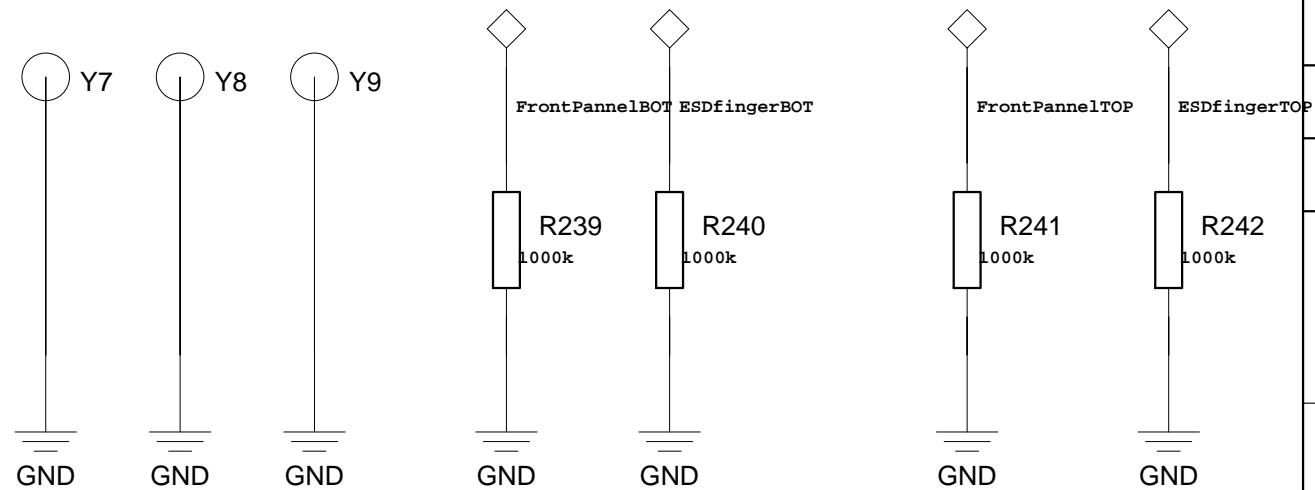 Y7 Y8 Y9
FrontPannelBOT ESDfingerBOT FrontPannelTOP ESDfingerTOP
R239 R240 R241 R242
1000k 1000k 1000k 1000k
GND GND GND GND GND GND GND